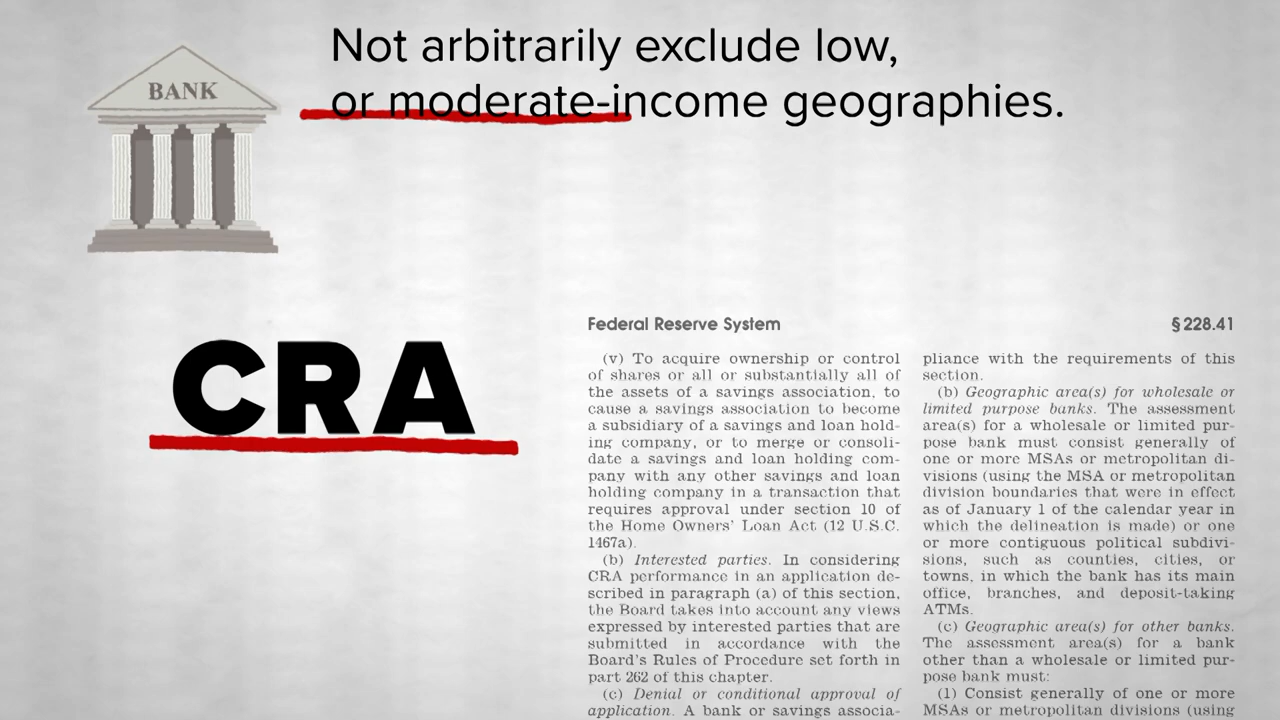 Not arbitrarily exclude low,
or moderate-income geographies.
BANK
CRA
Federal Reserve System
§ 228.41
(v) To acquire ownership or control
of shares or all or substantially all of
the assets of a savings association, to
cause a savings association to become
a subsidiary of a savings and loan hold-
ing company, or to merge or consoli-
date a savings and loan holding com-
pany with any other savings and loan
holding company in a transaction that
requires approval under section 10 of
the Home Owners' Loan Act (12 U.S.C.
1467a).
(b) Interested parties. In considering
CRA performance in an application de-
scribed in paragraph (a) of this section,
the Board takes into account any views
expressed by interested parties that are
submitted in accordance with the
Board's Rules of Procedure set forth in
part 262 of this chapter.
(c) Denial or conditional approval of
application. A bank or savings associa-
pliance with the requirements of this
section.
(b) Geographic area(s) for wholesale or
limited purpose banks. The assessment
area(s) for a wholesale or limited pur-
pose bank must consist generally of
one or more MSAs or metropolitan di-
visions (using the MSA or metropolitan
division boundaries that were in effect
as of January 1 of the calendar year in
which the delineation is made) or one
or more contiguous political subdivi-
sions, such as counties, cities, or
towns, in which the bank has its main
office, branches, and deposit-taking
ATMs.
(c) Geographic area(s) for other banks.
The assessment area(s) for a bank
other than a wholesale or limited pur-
pose bank must:
(1) Consist generally of one or more
MSAs or metropolitan divisions (using